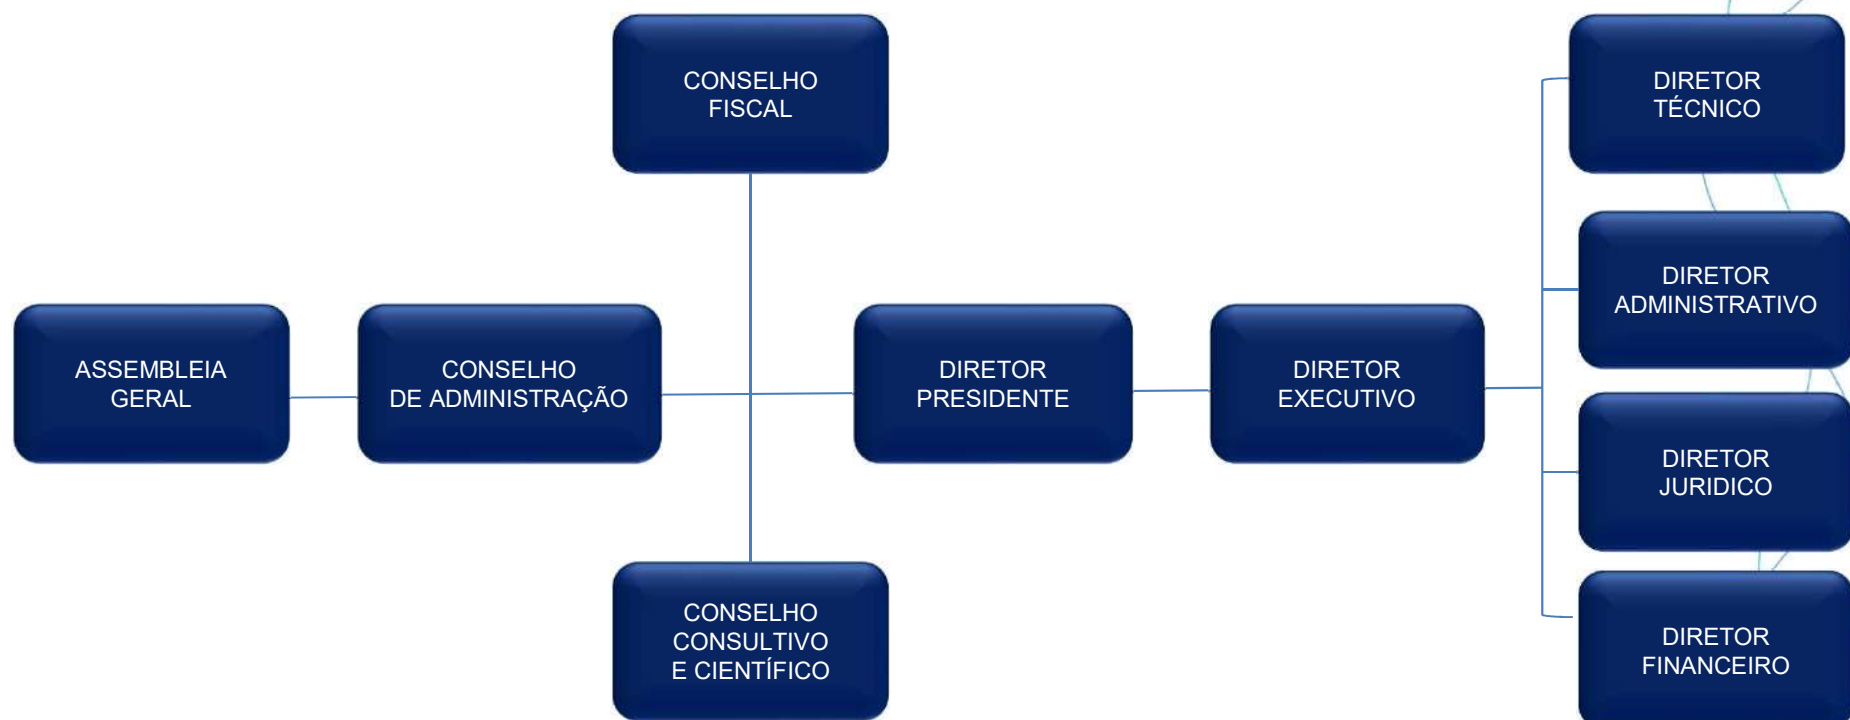 CONSELHO
FISCAL
DIRETOR
TÉCNICO
DIRETOR
ADMINISTRATIVO
ASSEMBLEIA
GERAL
CONSELHO
DE ADMINISTRAÇÃO
DIRETOR
PRESIDENTE
DIRETOR
EXECUTIVO
DIRETOR
JURIDICO
CONSELHO
CONSULTIVO
E CIENTÍFICO
DIRETOR
FINANCEIRO